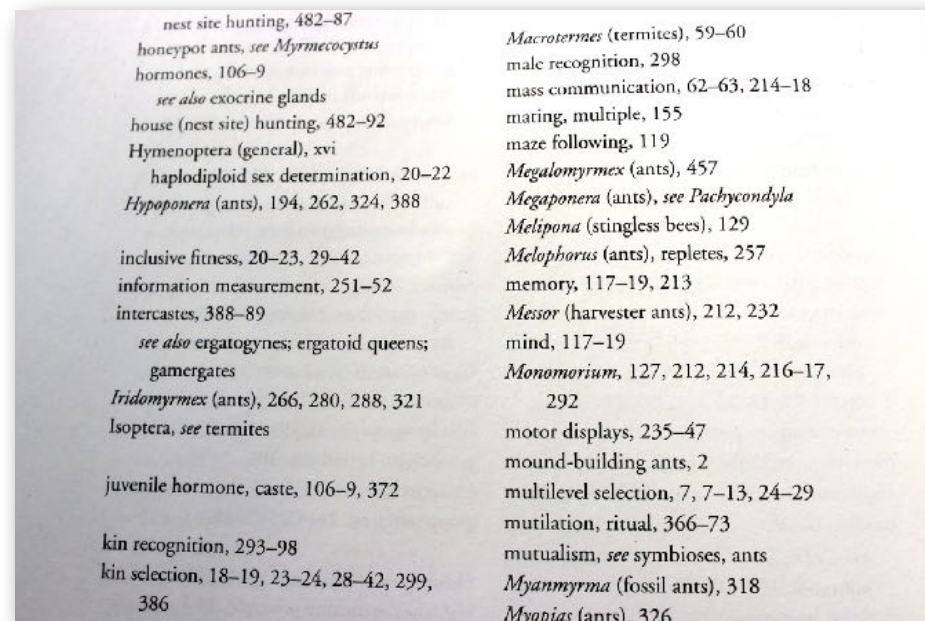 nest site hunting, 482–87
honeypot ants, see Myrmecocystus
hormones, 106–9
see also exocrine glands
house (nest site) hunting, 482–92
Hymenoptera (general), xvi
haplodiploid sex determination, 20–22
Hypoponera (ants), 194, 262, 324, 388
inclusive fitness, 20–23, 29–42
information measurement, 251–52
intercastes, 388–89
see also ergatogynes; ergatoid queens;
gamergates
Iridomyrmex (ants), 266, 280, 288, 321
Isoptera, see termites
juvenile hormone, caste, 106–9, 372
kin recognition, 293–98
kin selection, 18–19, 23–24, 28–42, 299,
386
Macrotermes (termites), 59–60
male recognition, 298
mass communication, 62–63, 214–18
mating, multiple, 155
maze following, 119
Megalomyrmex (ants), 457
Megaponera (ants), see Pachycondyla
Melipona (stingless bees), 129
Melophorus (ants), repletes, 257
memory, 117–19, 213
Messor (harvester ants), 212, 232
mind, 117–19
Monomorium, 127, 212, 214, 216–17,
292
motor displays, 235–47
mound-building ants, 2
multilevel selection, 7, 7–13, 24–29
mutilation, ritual, 366–73
mutualism, see symbioses, ants
Myanmyrma (fossil ants), 318
Myopias (ants), 326